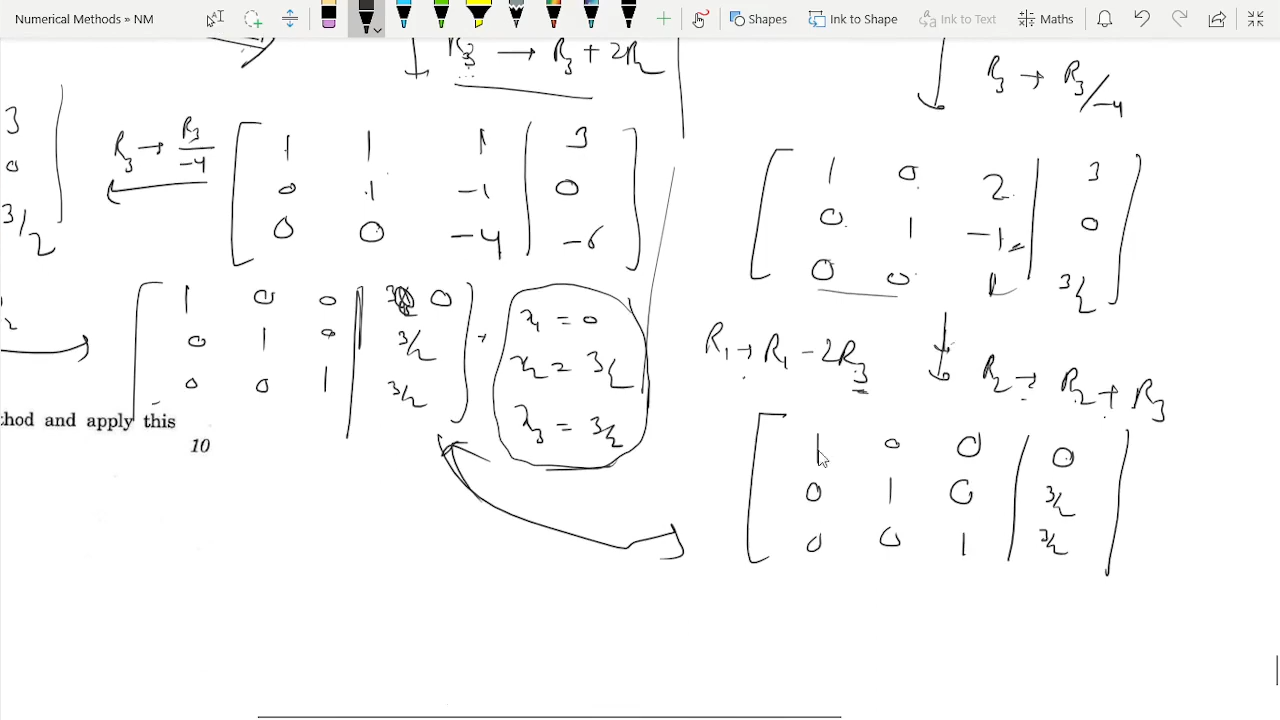 Numerical Methods » NM
Shapes Ink to Shape Ink to Text Maths
R3 → R3 + 2R2
R3 → R3/-4
3
0
3/2
R3 → R3/-4
1 1 1 | 3
0 1 -1 | 0
0 0 -4 | -6
1 0 2 | 3
0 1 -1 | 0
0 0 1 | 3/2
1 0 0 | 0
0 1 0 | 3/2
0 0 1 | 3/2
x1 = 0
x2 = 3/2
x3 = 3/2
R1 → R1 - 2R3
R2 → R2 + R3
1 0 0 | 0
0 1 0 | 3/2
0 0 1 | 3/2
thod and apply this
10